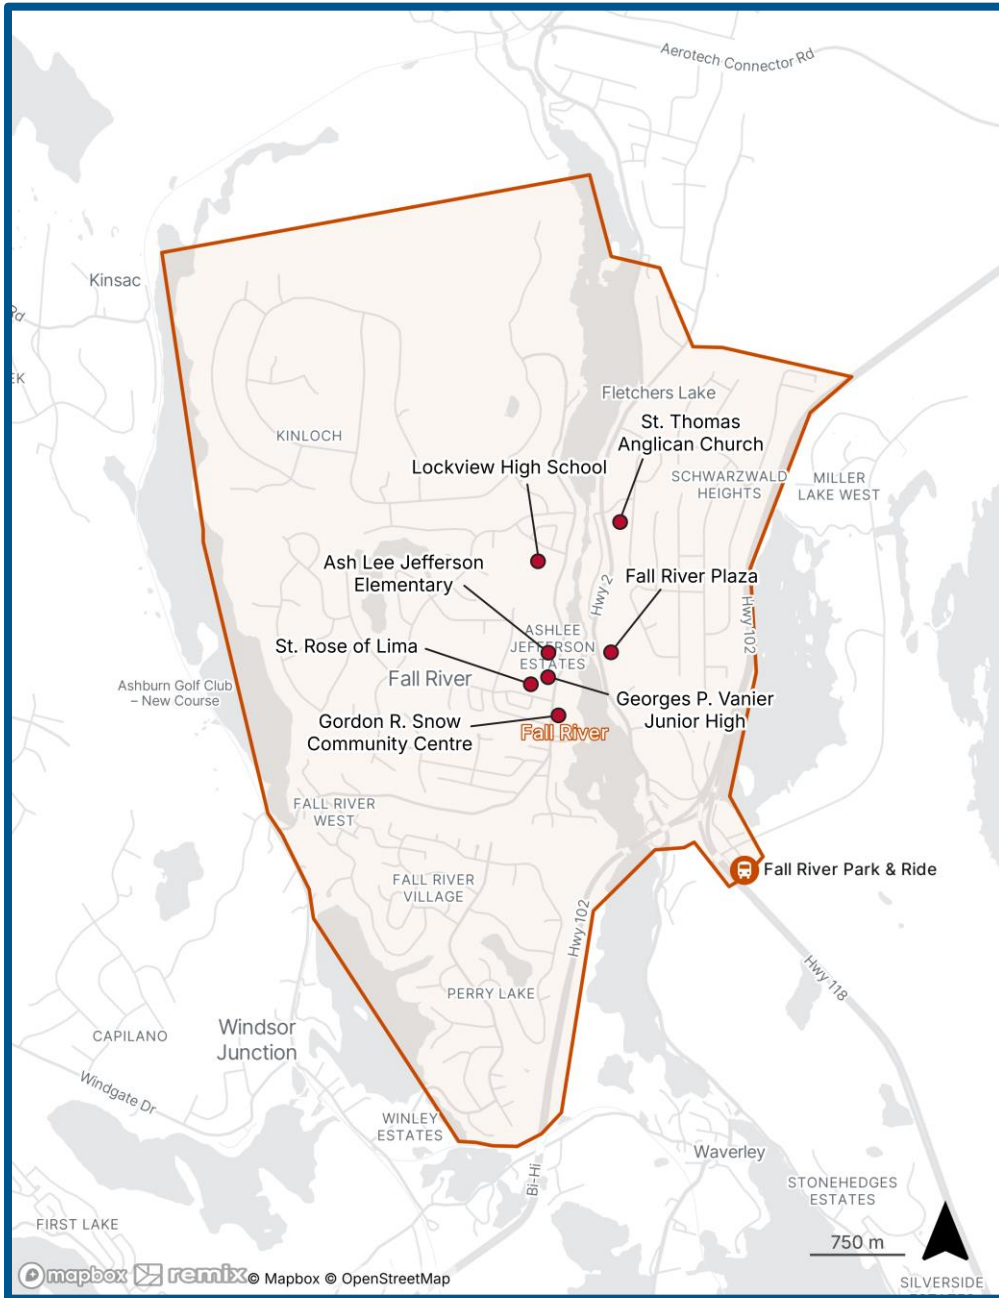 Aerotech Connector Rd
Kinsac
Rd
EK
Fletchers Lake
St. Thomas
Anglican Church
KINLOCH
Lockview High School
SCHWARZWALD
HEIGHTS
MILLER
LAKE WEST
Ash Lee Jefferson
Elementary
Hwy 2
Fall River Plaza
Hwy 102
ASHLEE
JEFFERSON
ESTATES
St. Rose of Lima
Fall River
Ashburn Golf Club
– New Course
Georges P. Vanier
Junior High
Gordon R. Snow
Community Centre
Fall River
FALL RIVER
WEST
FALL RIVER
VILLAGE
Fall River Park & Ride
Hwy 102
Hwy 118
PERRY LAKE
CAPILANO
Windsor
Junction
Windgate Dr
WINLEY
ESTATES
Waverley
Bi-Hi
STONEHEDGES
ESTATES
FIRST LAKE
750 m
mapbox remix © Mapbox © OpenStreetMap
SILVERSIDE